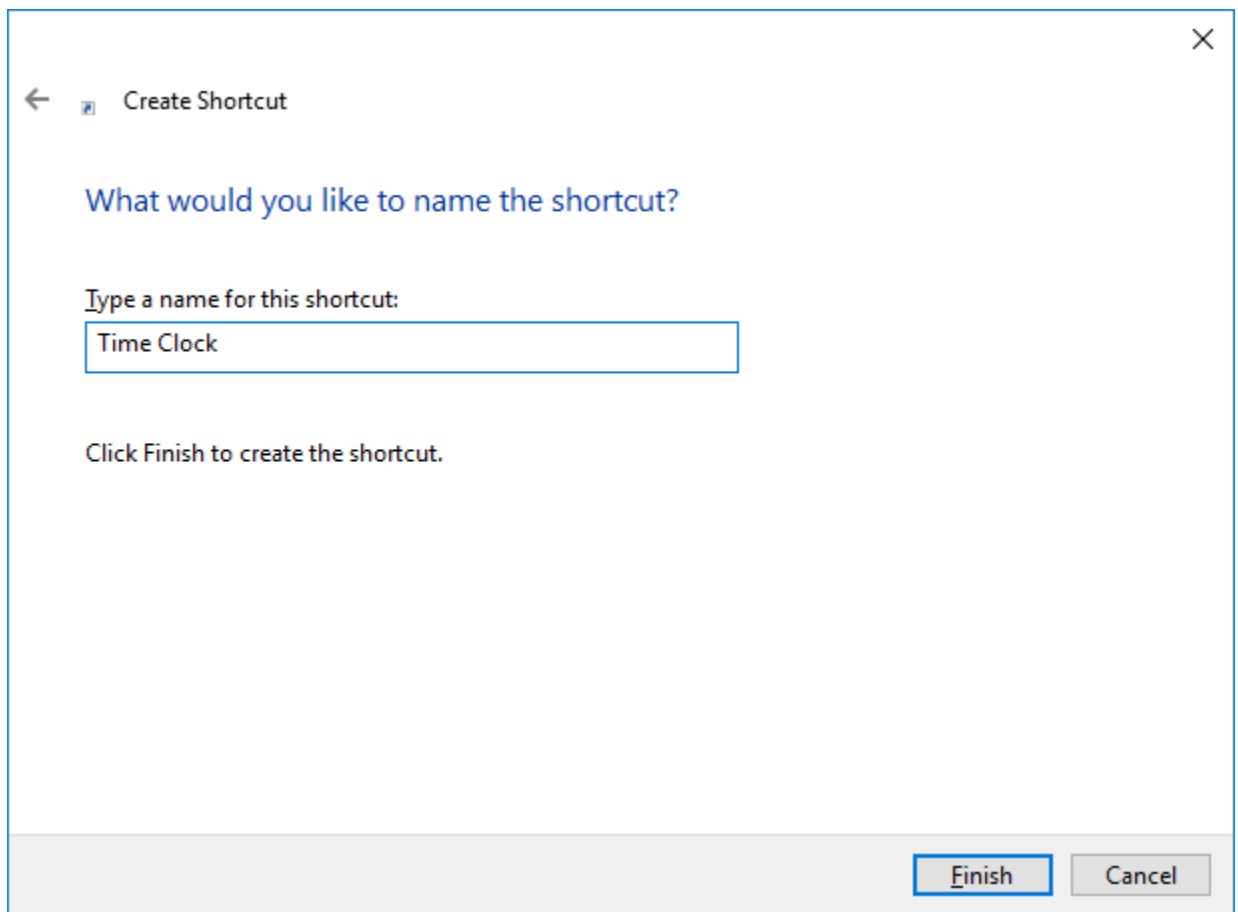 Create Shortcut
What would you like to name the shortcut?
Type a name for this shortcut:
Time Clock
Click Finish to create the shortcut.
Finish Cancel